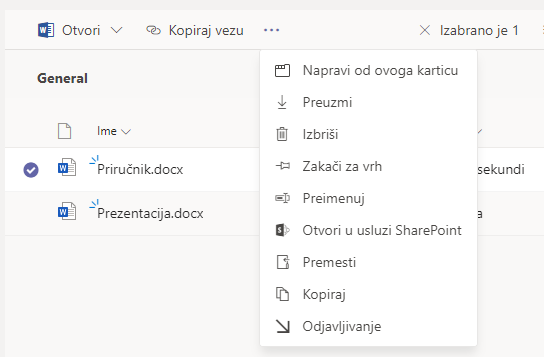 Otvori
Kopiraj vezu
Izabrano je 1
General
Napravi od ovoga karticu
Preuzmi
Ime
Izbriši
Priručnik.docx
Zakači za vrh
sekundi
Preimenuj
Prezentacija.docx
a
Otvori u usluzi SharePoint
Premesti
Kopiraj
Odjavljivanje